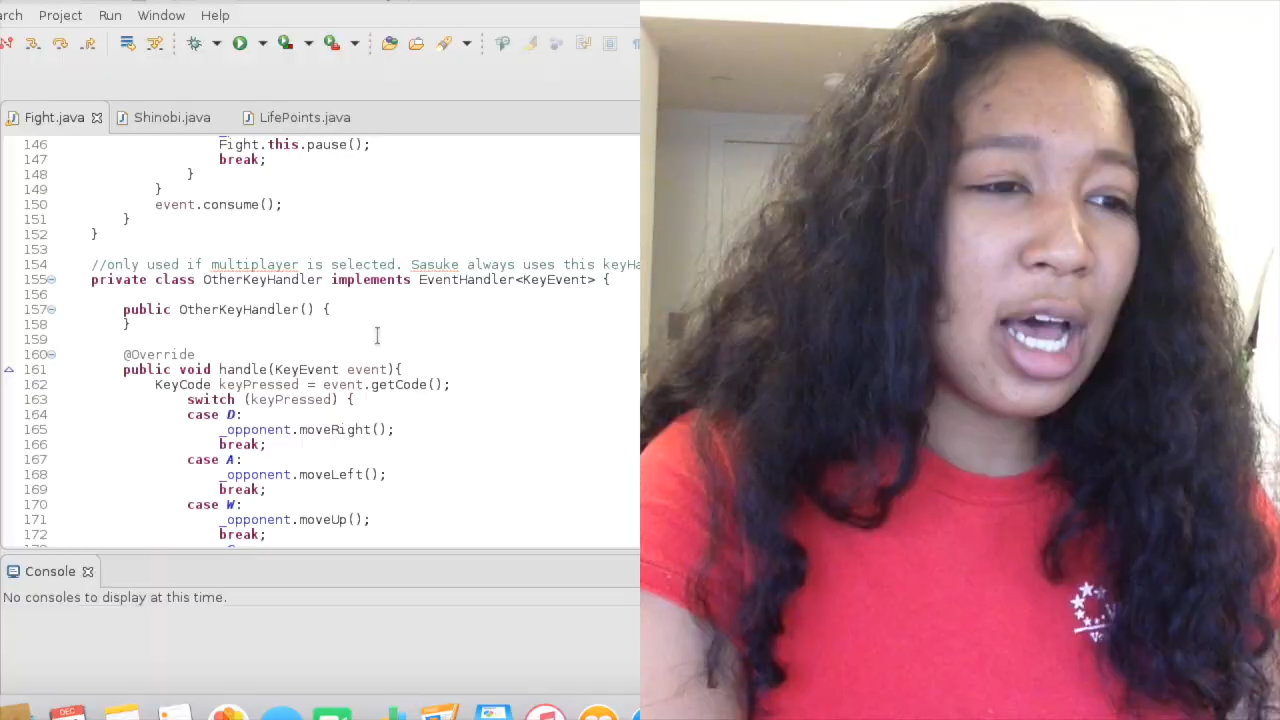 arch Project Run Window Help
Fight.java Shinobi.java LifePoints.java
146 Fight.this.pause();
147 break;
148 }
149 }
150 event.consume();
151 }
152 }
153
154 //only used if multiplayer is selected. Sasuke always uses this keyHa
155 private class OtherKeyHandler implements EventHandler<KeyEvent> {
156
157 public OtherKeyHandler() {
158 }
159
160 @Override
161 public void handle(KeyEvent event){
162 KeyCode keyPressed = event.getCode();
163 switch (keyPressed) {
164 case D:
165 _opponent.moveRight();
166 break;
167 case A:
168 _opponent.moveLeft();
169 break;
170 case W:
171 _opponent.moveUp();
172 break;
Console
No consoles to display at this time.
DEC